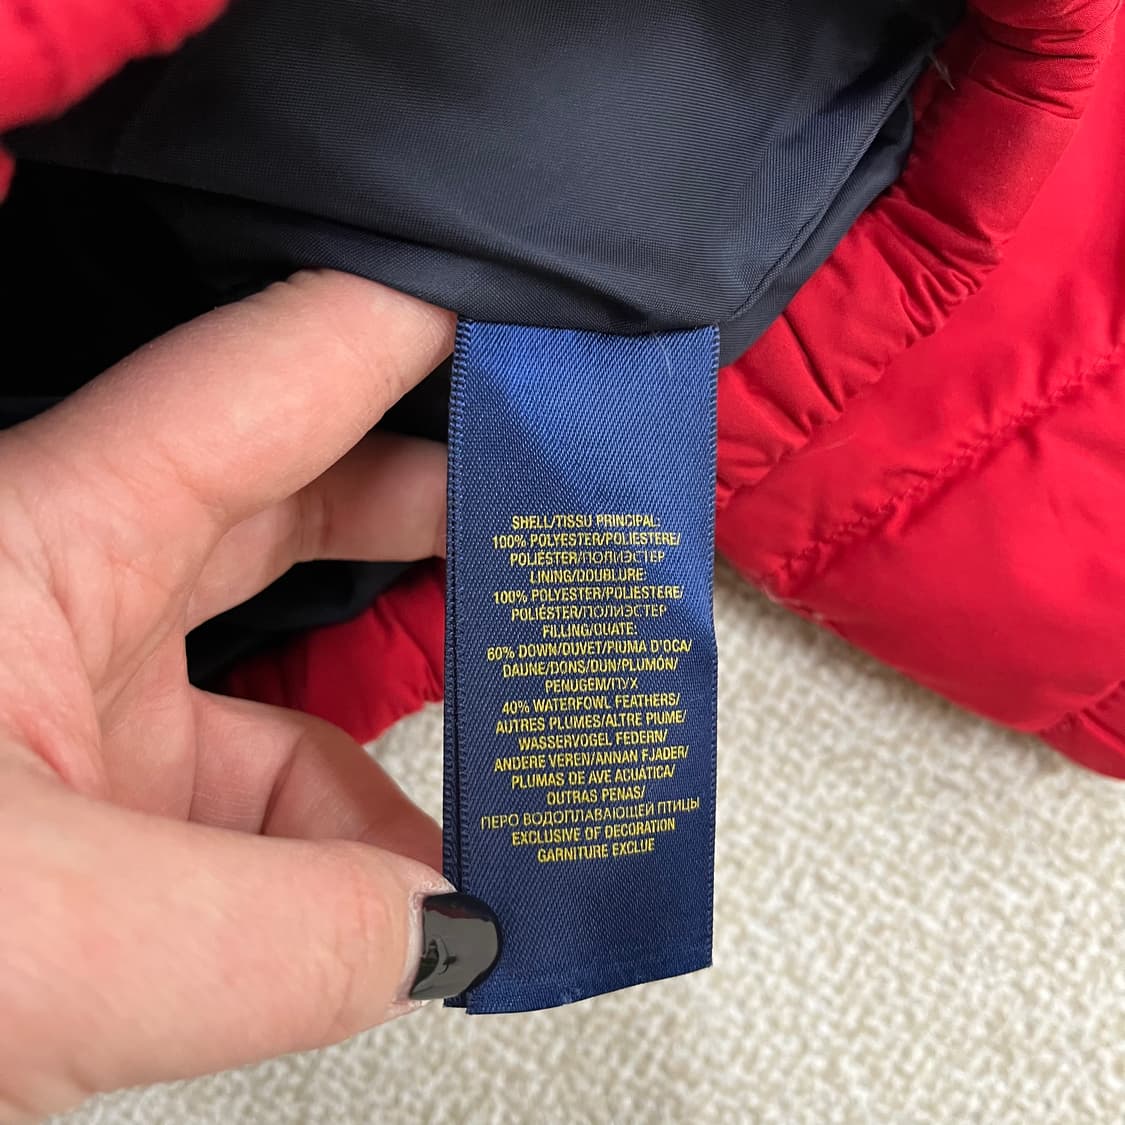 SHELL/TISSU PRINCIPAL:
100% POLYESTER/POLIESTERE/
POLIÉSTER/ПОЛИЭСТЕР
LINING/DOUBLURE:
100% POLYESTER/POLIESTERE/
POLIÉSTER/ПОЛИЭСТЕР
FILLING/OUATE:
60% DOWN/DUVET/PIUMA D'OCA/
DAUNE/DONS/DUN/PLUMÓN/
PENUGEM/ПУХ
40% WATERFOWL FEATHERS/
AUTRES PLUMES/ALTRE PIUME/
WASSERVOGEL FEDERN/
ANDERE VEREN/ANNAN FJADER/
PLUMAS DE AVE ACUÁTICA/
OUTRAS PENAS/
ПЕРО ВОДОПЛАВАЮЩЕЙ ПТИЦЫ
EXCLUSIVE OF DECORATION
GARNITURE EXCLUE